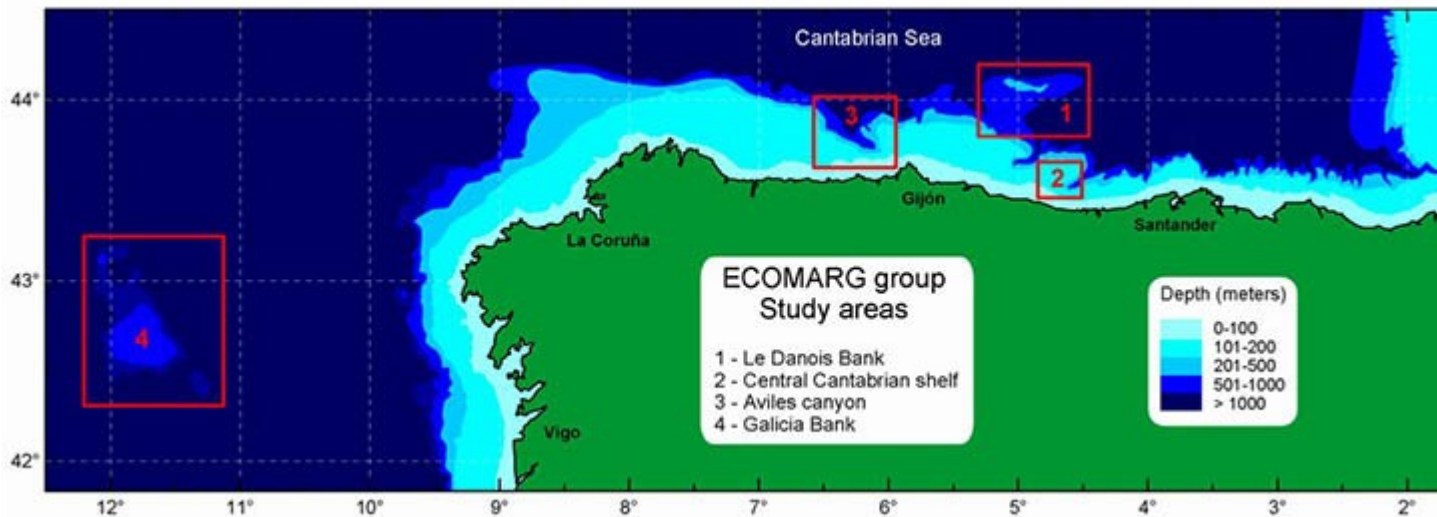 Cantabrian Sea
44°
43°
42°
1
3
2
4
Gijón
Santander
La Coruña
Vigo
ECOMARG group
Study areas
1 - Le Danois Bank
2 - Central Cantabrian shelf
3 - Aviles canyon
4 - Galicia Bank
Depth (meters)
0-100
101-200
201-500
501-1000
> 1000
12° 11° 10° 9° 8° 7° 6° 5° 4° 3° 2°